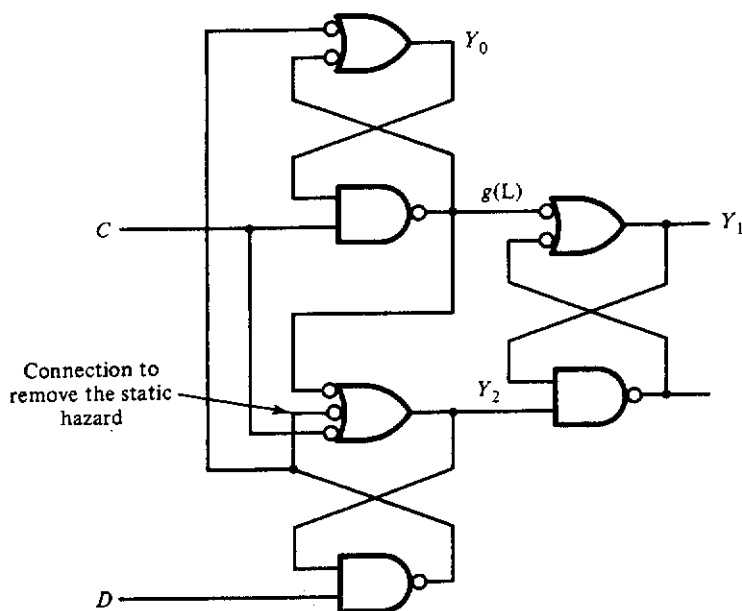 Y₀
g(L)
C
Y₁
Connection to
remove the static
hazard
Y₂
D